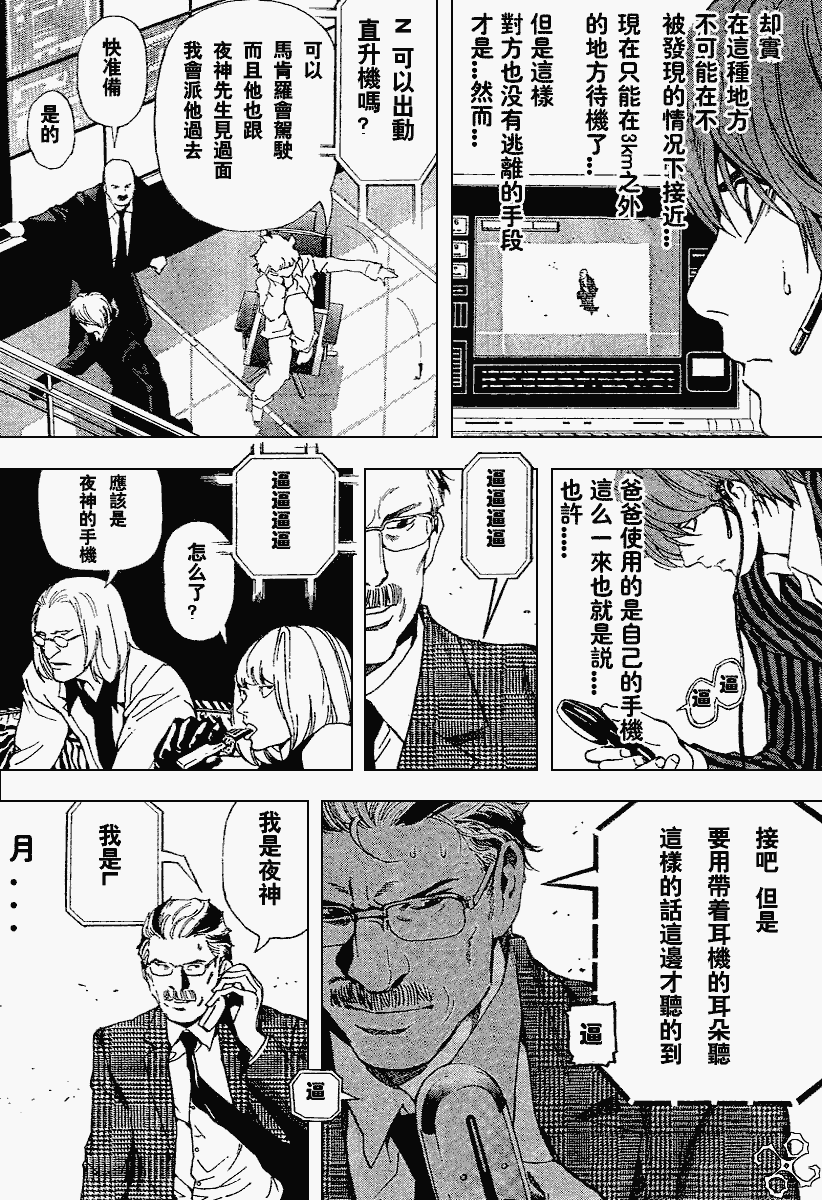 却實
在這種地方
不可能在不
被發現的情况下接近…
現在只能在3km之外
的地方待機了…
但是這樣
對方也没有逃離的手段
才是…然而…
N 可以出動
直升機嗎?
可以
馬肯羅會駕駛
而且他也跟
夜神先生見過面
我會派他過去
快准備
是的
爸爸使用的是自己的手機
這么一來也就是説……
也許……
逼
逼
逼逼逼逼
逼逼逼逼
怎么了?
應該是
夜神的手機
接吧 但是
要用帶着耳機的耳朵聽
這樣的話這邊才聽的到
逼
逼
我是夜神
我是L
月...